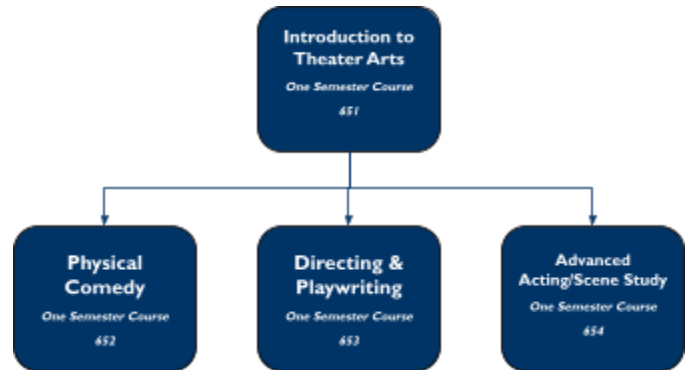 Introduction to
Theater Arts
One Semester Course
651
Physical
Comedy
One Semester Course
652
Directing &
Playwriting
One Semester Course
653
Advanced
Acting/Scene Study
One Semester Course
654